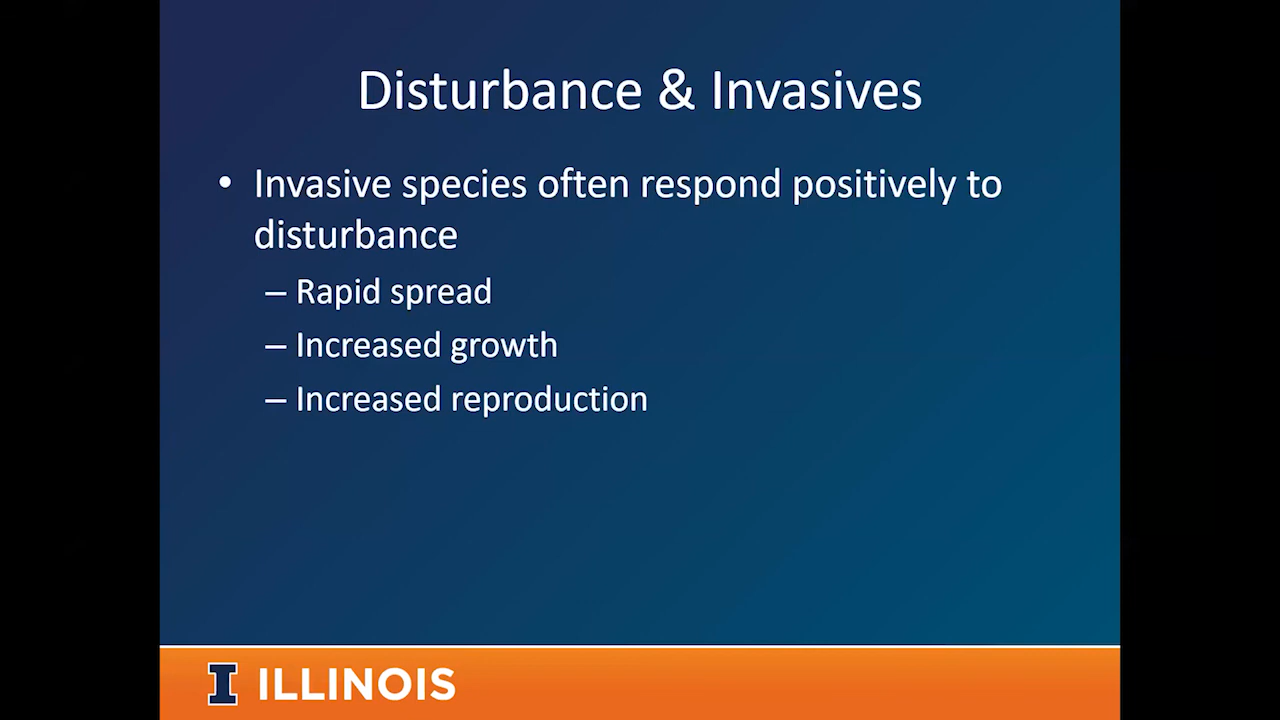 Disturbance & Invasives
• Invasive species often respond positively to
disturbance
– Rapid spread
– Increased growth
– Increased reproduction
I ILLINOIS